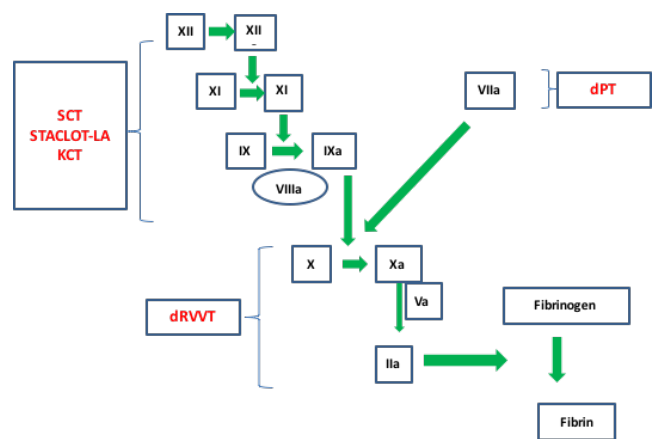 XII
XII
-
XI
XI
SCT
STACLOT-LA
KCT
VIIa
dPT
IX
IXa
VIIIa
X
Xa
Va
dRVVT
Fibrinogen
IIa
Fibrin